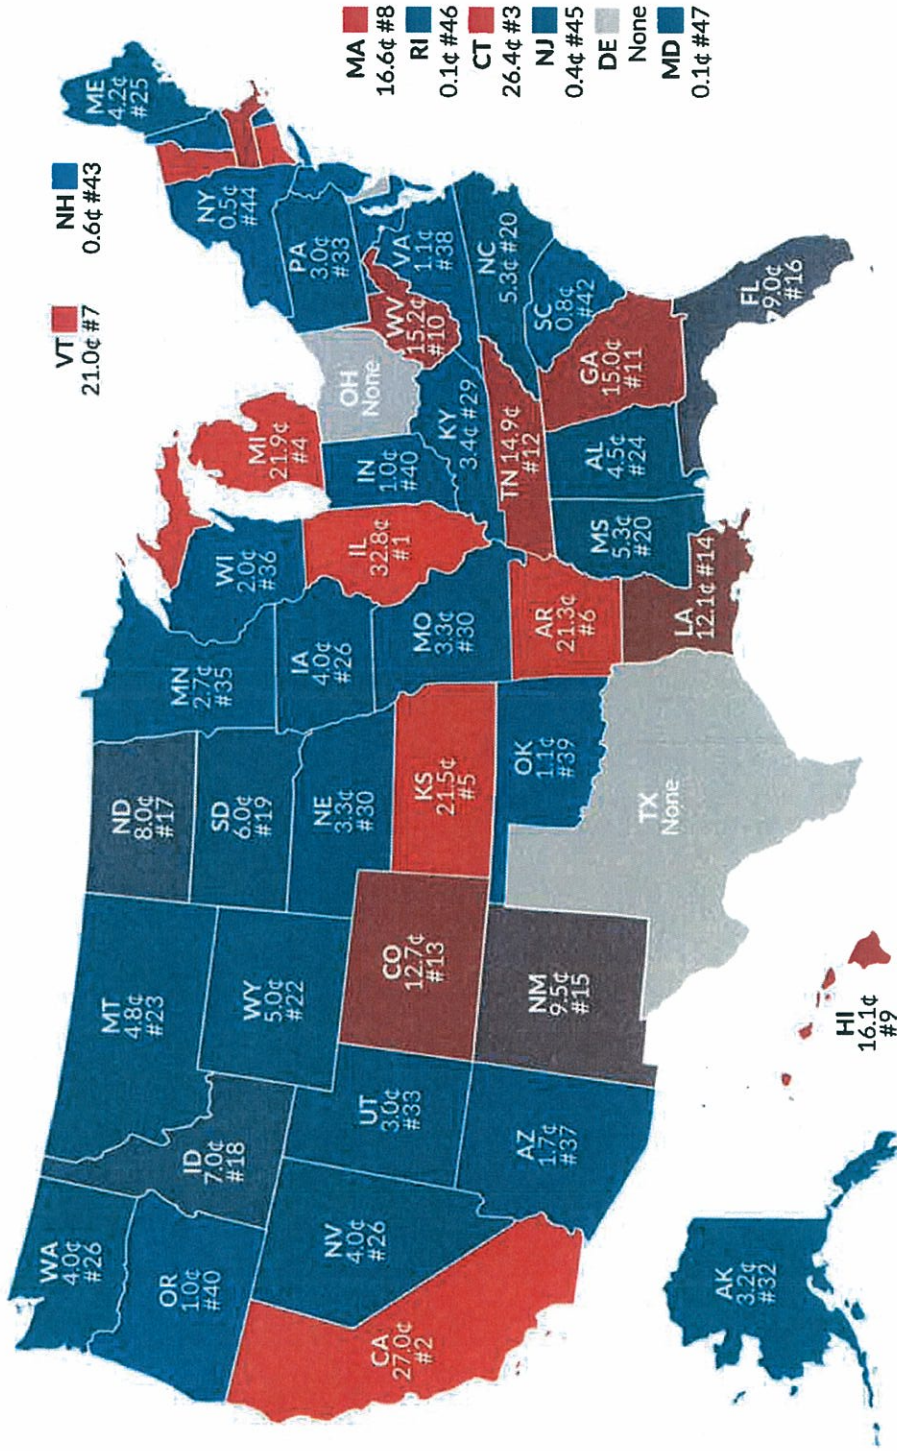 WA
4.0¢
#26
OR
1.0¢
#40
CA
27.0¢
#2
NV
4.0¢
#26
ID
7.0¢
#18
MT
4.8¢
#23
WY
5.0¢
#22
UT
3.0¢
#33
AZ
1.7¢
#37
CO
12.7¢
#13
NM
9.5¢
#15
ND
8.0¢
#17
SD
6.0¢
#19
NE
3.3¢
#30
KS
21.5¢
#5
OK
1.1¢
#39
TX
None
MN
2.7¢
#35
IA
4.0¢
#26
MO
3.3¢
#30
AR
21.3¢
#6
LA
12.1¢ #14
WI
2.0¢
#36
IL
32.8¢
#1
MS
5.3¢
#20
MI
21.9¢
#4
IN
1.0¢
#40
KY
3.4¢ #29
TN 14.9¢
#12
AL
4.5¢
#24
OH
None
WV
15.2¢
#10
GA
15.0¢
#11
FL
9.0¢
#16
SC
0.8¢
#42
NC
5.3¢ #20
VA
1.1¢
#38
PA
3.0¢
#33
NY
0.5¢
#44
ME
4.2¢
#25
VT
21.0¢ #7
NH
0.6¢ #43
MA
16.6¢ #8
RI
0.1¢ #46
CT
26.4¢ #3
NJ
0.4¢ #45
DE
None
MD
0.1¢ #47
AK
3.2¢
#32
HI
16.1¢
#9